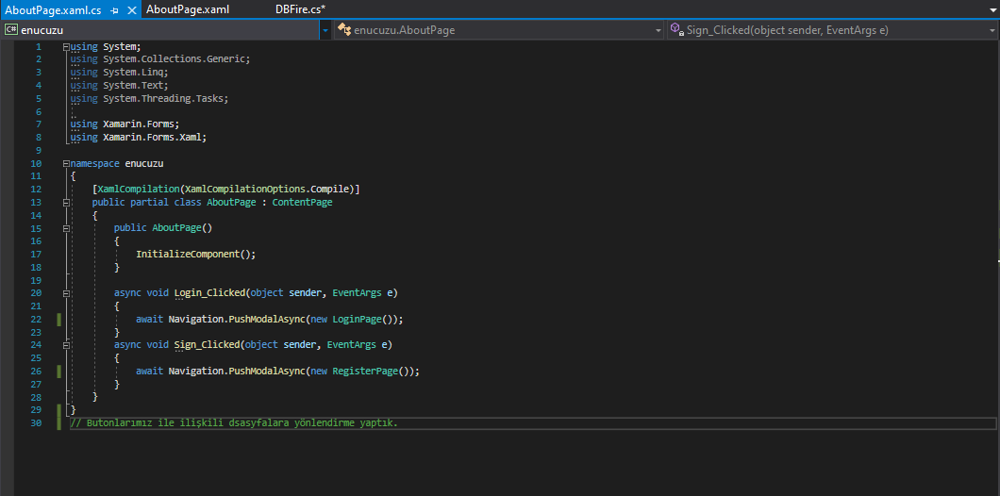 AboutPage.xaml.cs AboutPage.xaml DBFire.cs*
C# enucuzu enucuzu.AboutPage Sign_Clicked(object sender, EventArgs e)
1 using System;
2 using System.Collections.Generic;
3 using System.Linq;
4 using System.Text;
5 using System.Threading.Tasks;
6
7 using Xamarin.Forms;
8 using Xamarin.Forms.Xaml;
9
10 namespace enucuzu
11 {
12 [XamlCompilation(XamlCompilationOptions.Compile)]
13 public partial class AboutPage : ContentPage
14 {
15 public AboutPage()
16 {
17 InitializeComponent();
18 }
19
20 async void Login_Clicked(object sender, EventArgs e)
21 {
22 await Navigation.PushModalAsync(new LoginPage());
23 }
24 async void Sign_Clicked(object sender, EventArgs e)
25 {
26 await Navigation.PushModalAsync(new RegisterPage());
27 }
28 }
29 }
30 // Butonlarımız ile ilişkili dsasyfalara yönlendirme yaptık.